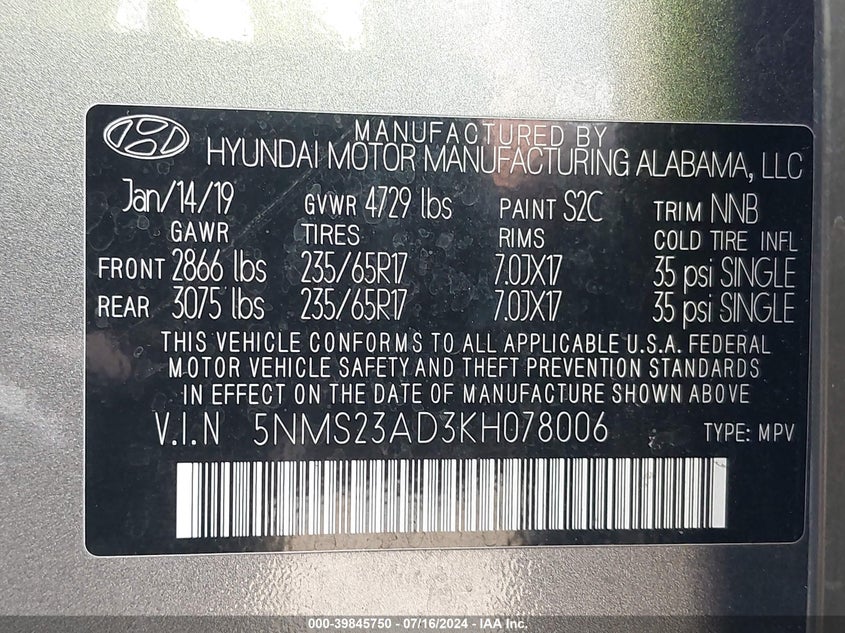 MANUFACTURED BY
HYUNDAI MOTOR MANUFACTURING ALABAMA, LLC
Jan/14/19 GVWR 4729 lbs PAINT S2C TRIM NNB
GAWR TIRES RIMS COLD TIRE INFL
FRONT 2866 lbs 235/65R17 7.0JX17 35 psi SINGLE
REAR 3075 lbs 235/65R17 7.0JX17 35 psi SINGLE
THIS VEHICLE CONFORMS TO ALL APPLICABLE U.S.A. FEDERAL
MOTOR VEHICLE SAFETY AND THEFT PREVENTION STANDARDS
IN EFFECT ON THE DATE OF MANUFACTURE SHOWN ABOVE
V.I.N 5NMS23AD3KH078006 TYPE: MPV
000-39845750 - 07/16/2024 - IAA Inc.